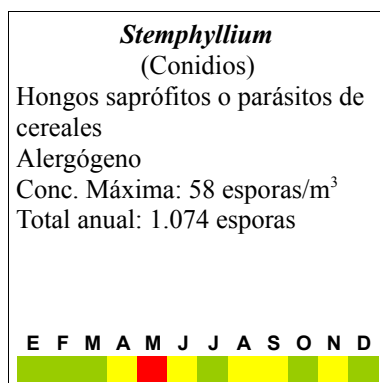 Stemphyllium
(Conidios)
Hongos saprófitos o parásitos de
cereales
Alergógeno
Conc. Máxima: 58 esporas/m³
Total anual: 1.074 esporas
E F M A M J J A S O N D